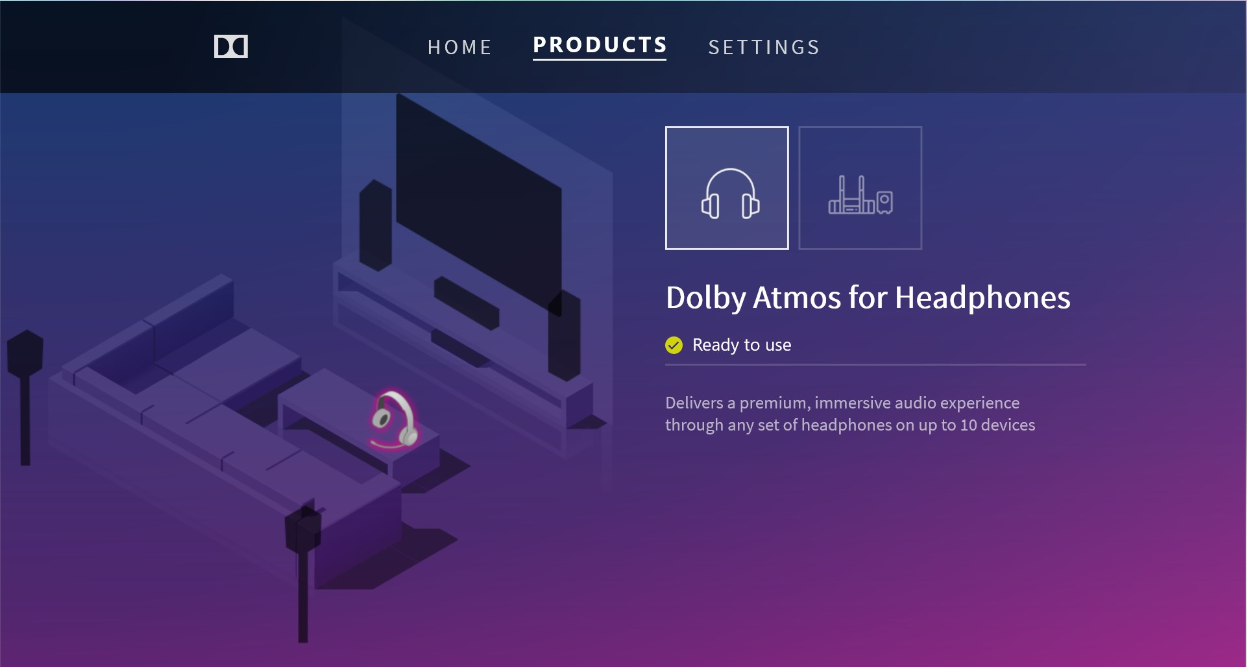 HOME PRODUCTS SETTINGS
Dolby Atmos for Headphones
Ready to use
Delivers a premium, immersive audio experience
through any set of headphones on up to 10 devices